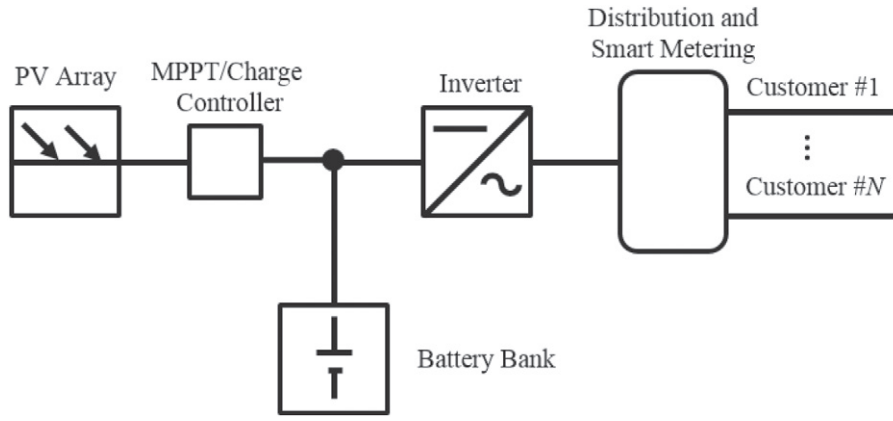 Distribution and
Smart Metering
PV Array
MPPT/Charge
Controller
Inverter
Customer #1
Customer #N
Battery Bank